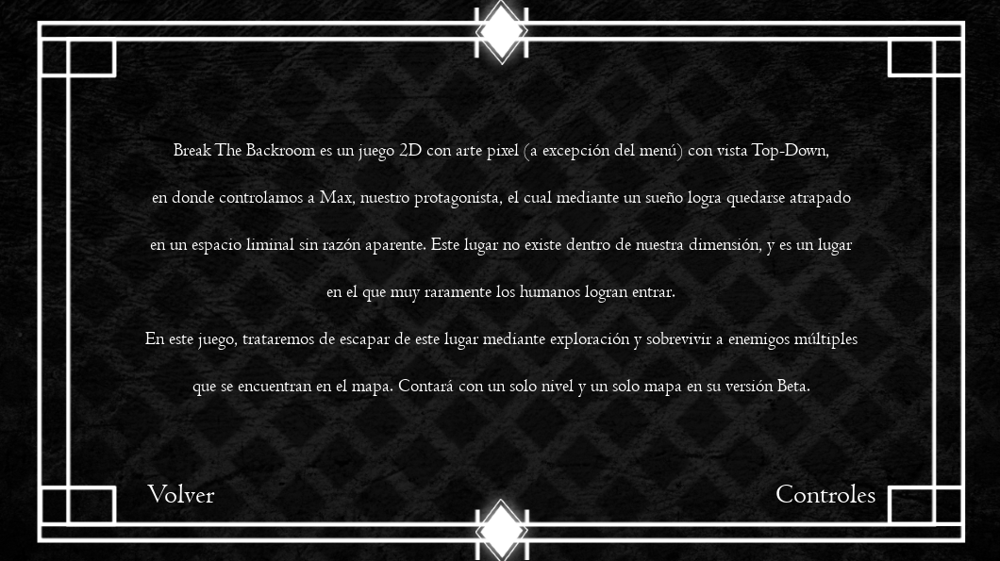 Break The Backroom es un juego 2D con arte pixel (a excepción del menú) con vista Top-Down,
en donde controlamos a Max, nuestro protagonista, el cual mediante un sueño logra quedarse atrapado
en un espacio liminal sin razón aparente. Este lugar no existe dentro de nuestra dimensión, y es un lugar
en el que muy raramente los humanos logran entrar.
En este juego, trataremos de escapar de este lugar mediante exploración y sobrevivir a enemigos múltiples
que se encuentran en el mapa. Contará con un solo nivel y un solo mapa en su versión Beta.
Volver
Controles